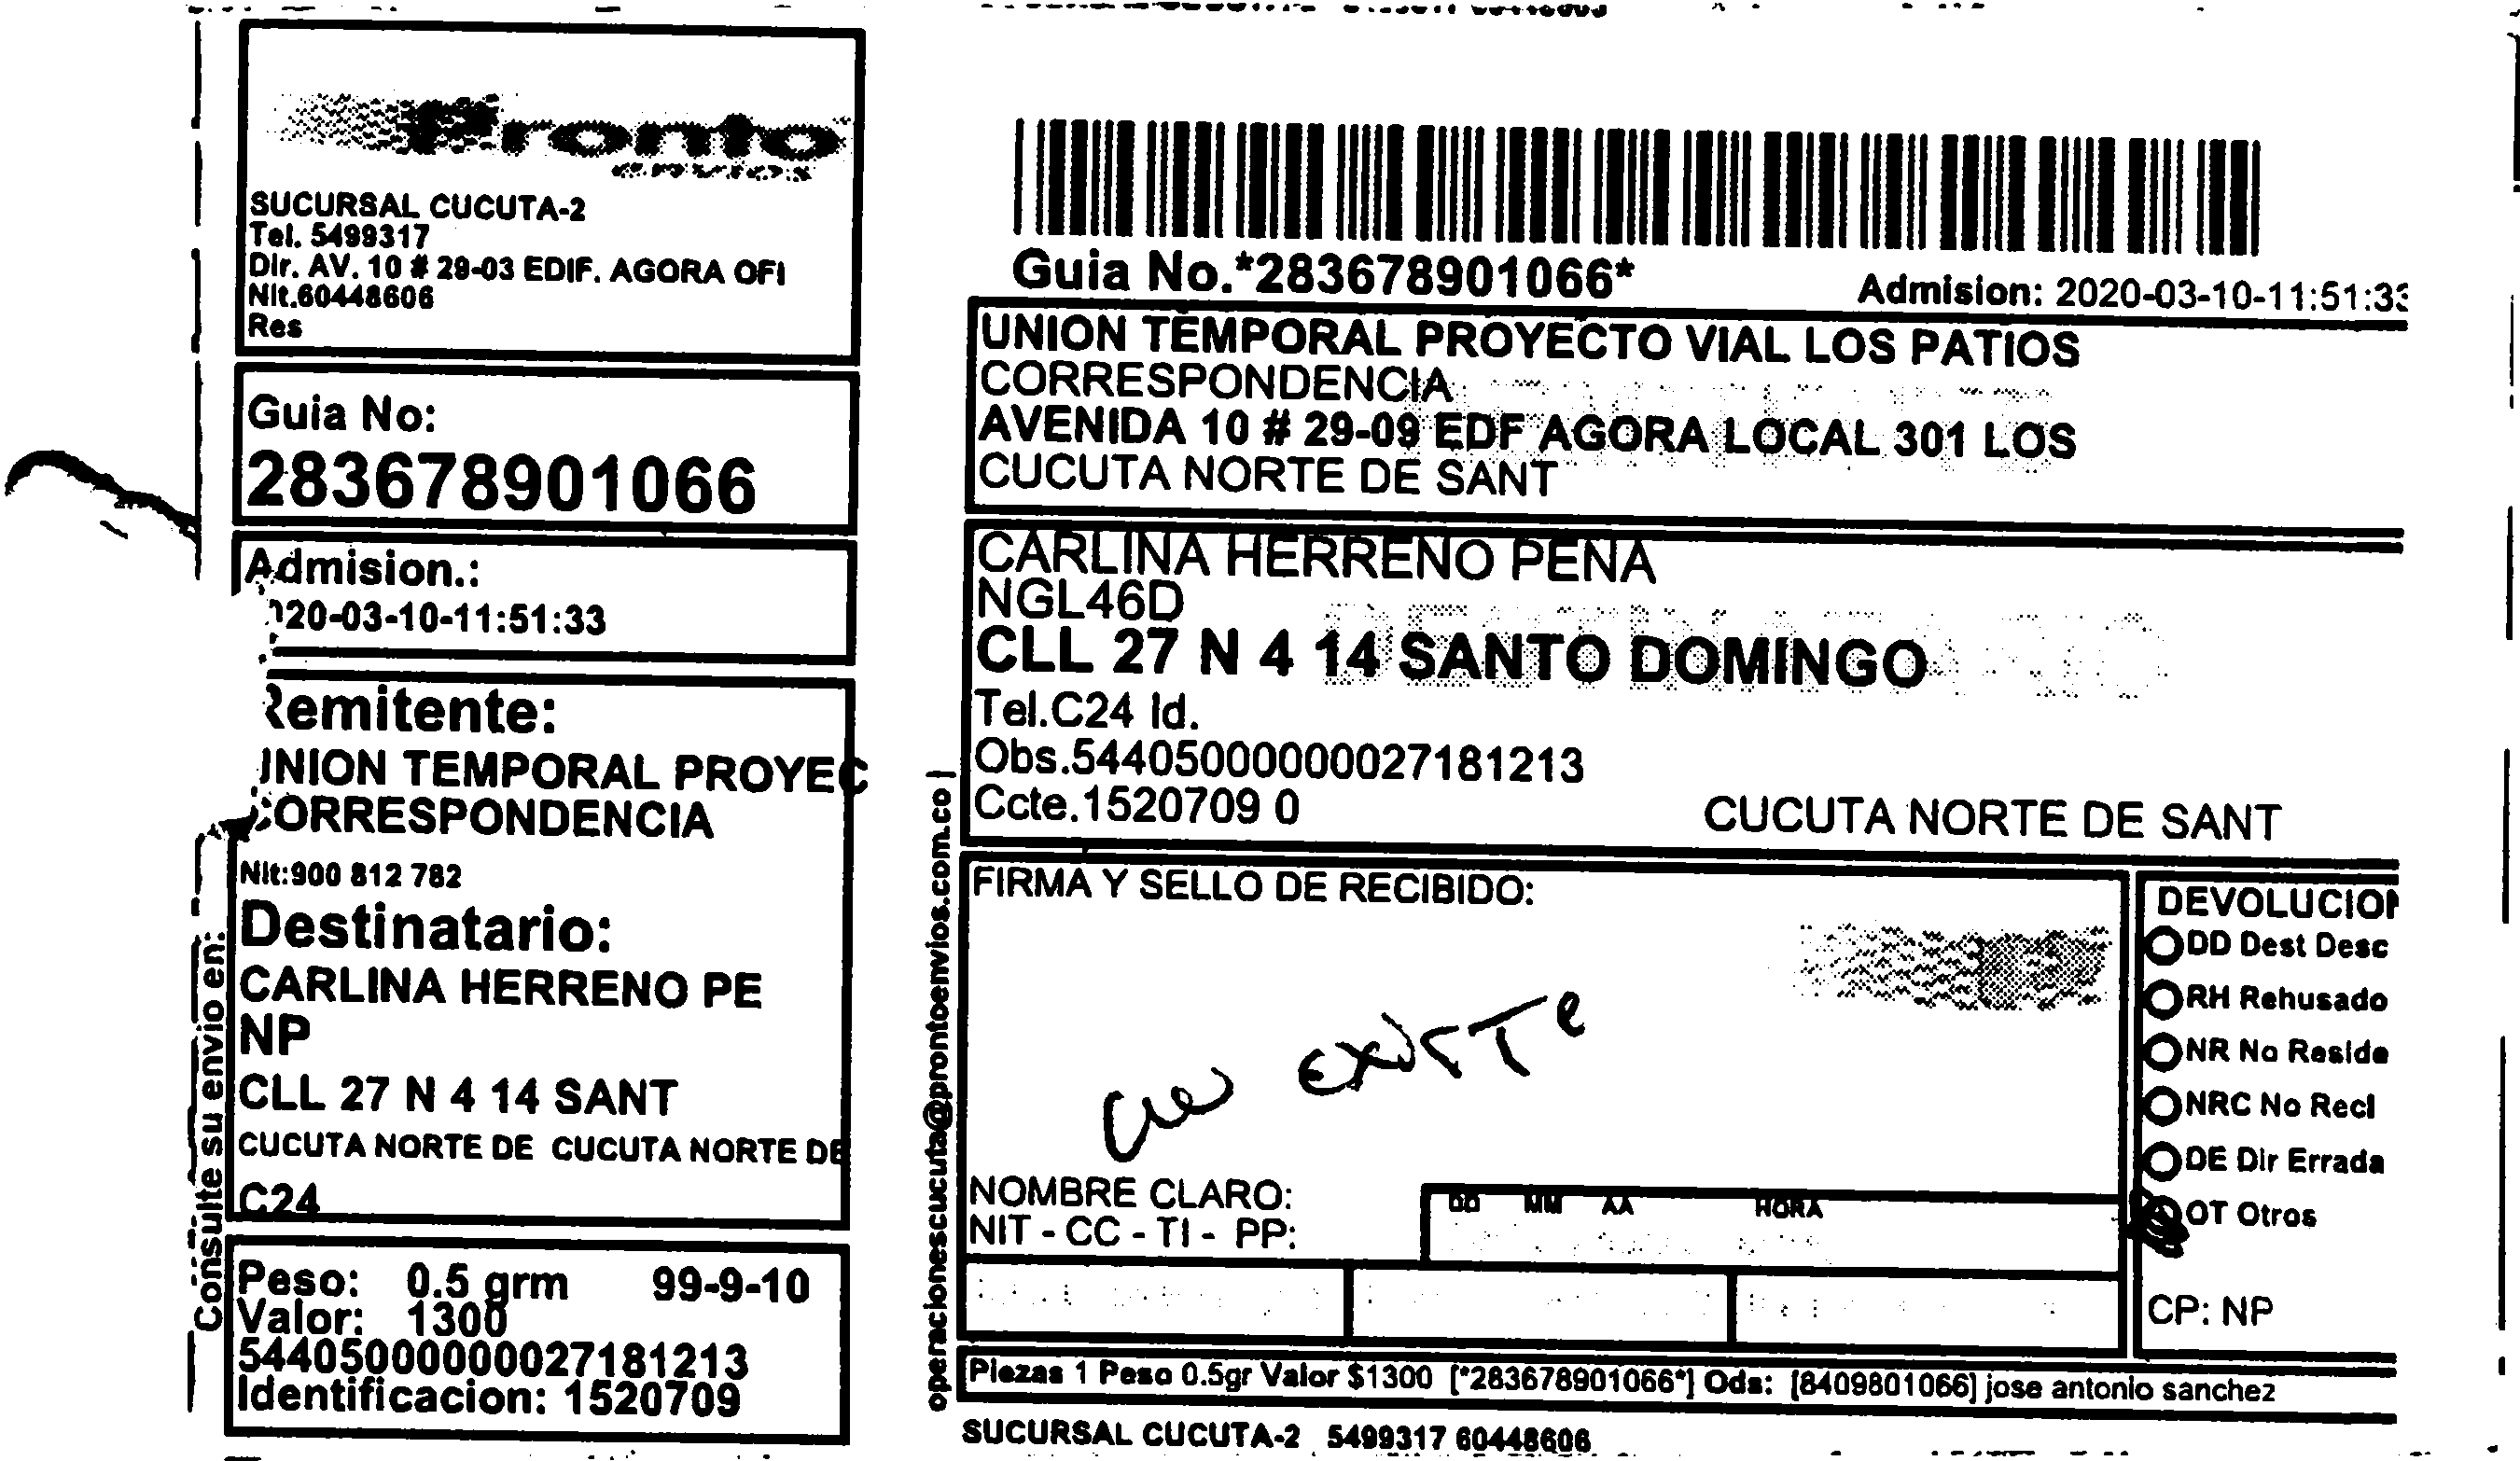 Pronto
envios
SUCURSAL CUCUTA-2
Tel. 5499317
Dir. AV. 10 # 29-03 EDIF. AGORA OFI
Nit.60448606
Res
Guia No:
283678901066
Admision.:
20-03-10-11:51:33
Remitente:
UNION TEMPORAL PROYEC
CORRESPONDENCIA
Nit:900 812 782
Destinatario:
CARLINA HERRENO PE
NP
CLL 27 N 4 14 SANT
CUCUTA NORTE DE CUCUTA NORTE DE
C24
Peso: 0.5 grm 99-9-10
Valor: 1300
544050000000027181213
Identificacion: 1520709
Consulte su envio en:
operacionescucuta@prontoenvios.com.co |
Guia No.*283678901066*
Admision: 2020-03-10-11:51:33
UNION TEMPORAL PROYECTO VIAL LOS PATIOS
CORRESPONDENCIA
AVENIDA 10 # 29-09 EDF AGORA LOCAL 301 LOS
CUCUTA NORTE DE SANT
CARLINA HERRENO PENA
NGL46D
CLL 27 N 4 14 SANTO DOMINGO
Tel.C24 Id.
Obs.544050000000027181213
Ccte.1520709 0
CUCUTA NORTE DE SANT
FIRMA Y SELLO DE RECIBIDO:
NOMBRE CLARO:
NIT - CC - TI - PP:
DD MM AA HORA
DEVOLUCION
DD Dest Desc
RH Rehusado
NR No Reside
NRC No Recl
DE Dir Errada
OT Otros
CP: NP
Piezas 1 Peso 0.5gr Valor $1300 [*283678901066*] Ods: [8409801066] jose antonio sanchez
SUCURSAL CUCUTA-2 5499317 60448606